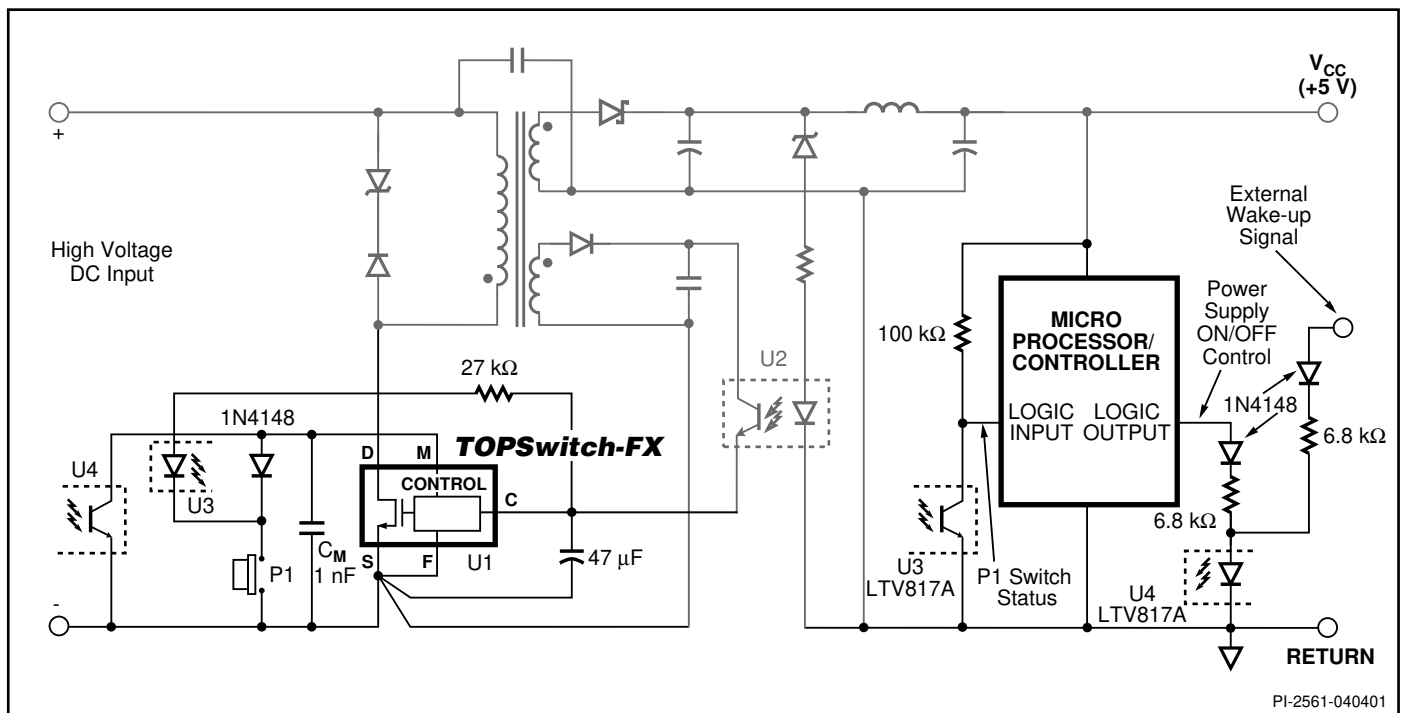 V_CC
(+5 V)
+
High Voltage
DC Input
External
Wake-up
Signal
Power
Supply
ON/OFF
Control
100 kΩ
MICRO
PROCESSOR/
CONTROLLER
LOGIC
INPUT
LOGIC
OUTPUT
1N4148
6.8 kΩ
6.8 kΩ
U2
27 kΩ
1N4148
TOPSwitch-FX
U4
U3
D
M
CONTROL
C
S
F
U1
C_M
1 nF
P1
47 µF
-
U3
LTV817A
P1 Switch
Status
U4
LTV817A
RETURN
PI-2561-040401